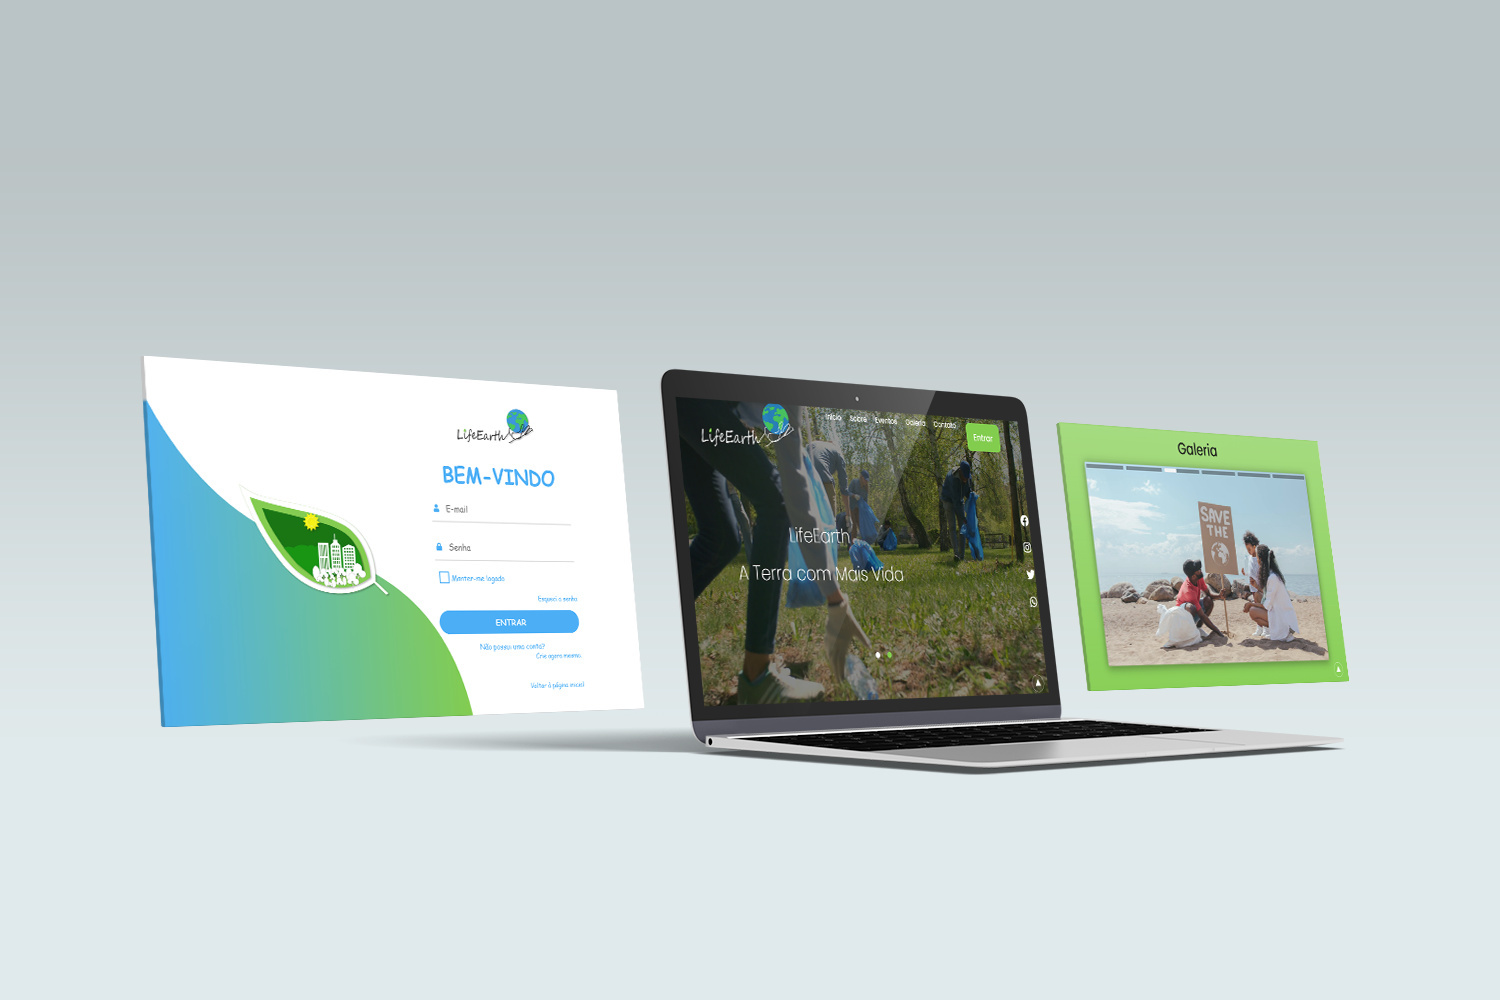 LifeEarth
BEM-VINDO
E-mail
Senha
Manter-me logado
Esqueci a senha
ENTRAR
Não possui uma conta?
Crie agora mesmo.
Voltar à página inicial
LifeEarth
Início Sobre Eventos Galeria Contato
Entrar
LifeEarth
A Terra com Mais Vida
Galeria
SAVE
THE